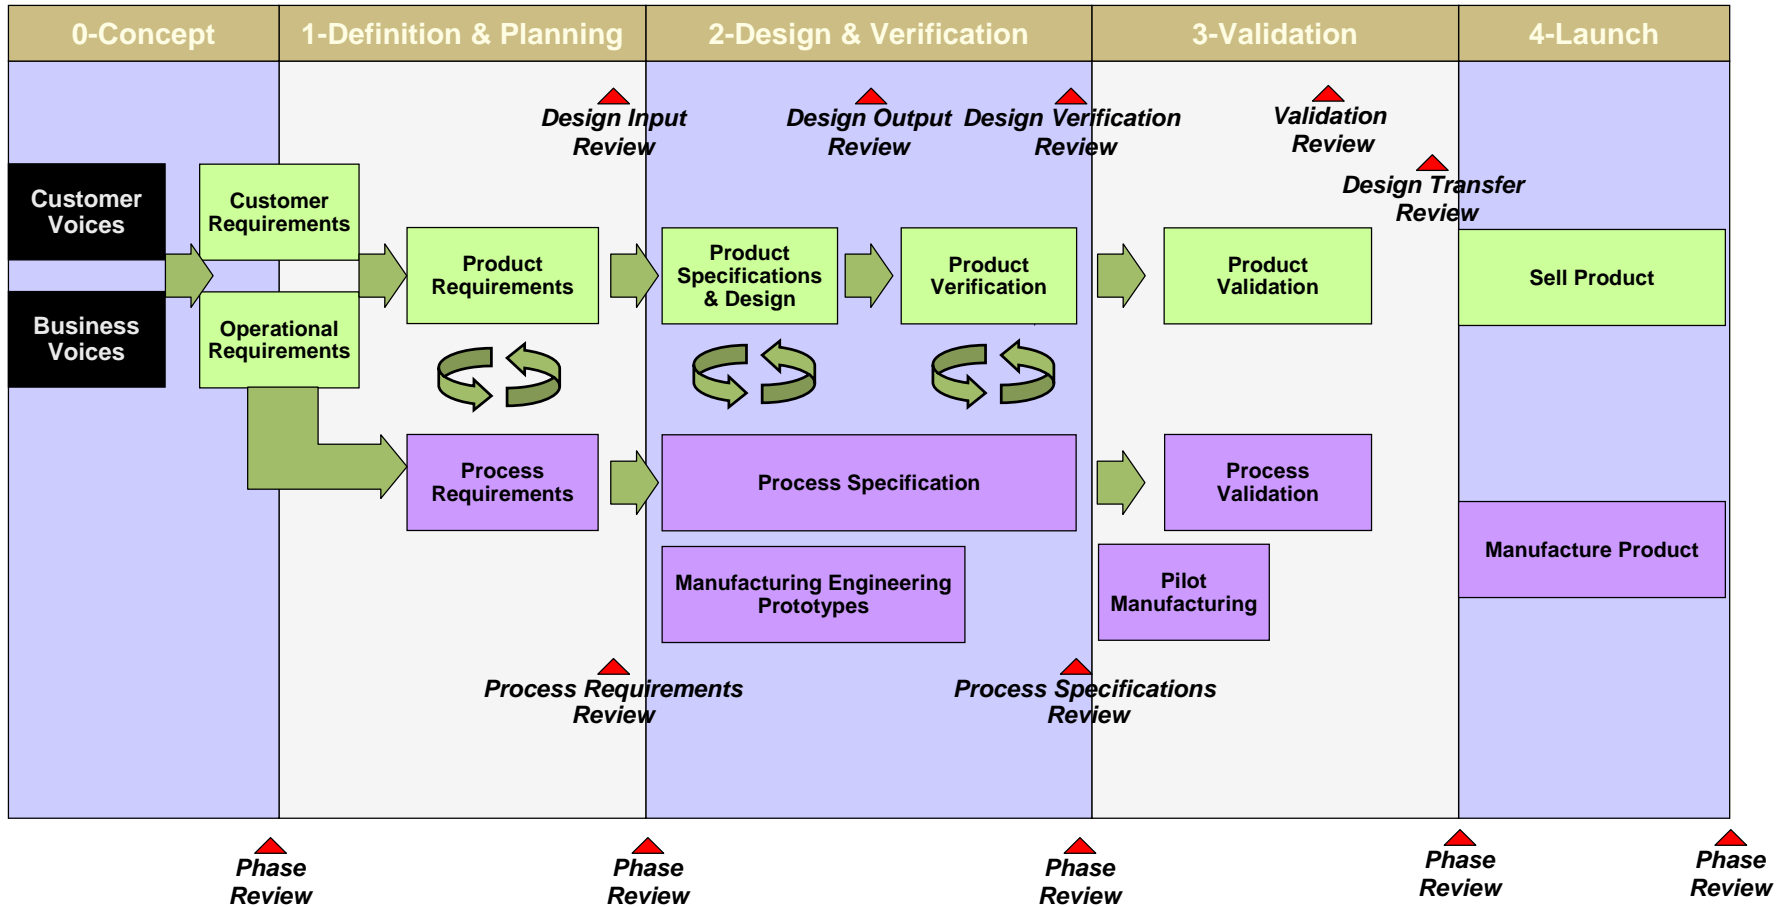 0-Concept
1-Definition & Planning
2-Design & Verification
3-Validation
4-Launch
Design Input
Review
Design Output
Review
Design Verification
Review
Validation
Review
Design Transfer
Review
Customer
Voices
Business
Voices
Customer
Requirements
Operational
Requirements
Product
Requirements
Product
Specifications
& Design
Product
Verification
Product
Validation
Sell Product
Process
Requirements
Process Specification
Process
Validation
Manufacturing Engineering
Prototypes
Pilot
Manufacturing
Manufacture Product
Process Requirements
Review
Process Specifications
Review
Phase
Review
Phase
Review
Phase
Review
Phase
Review
Phase
Review